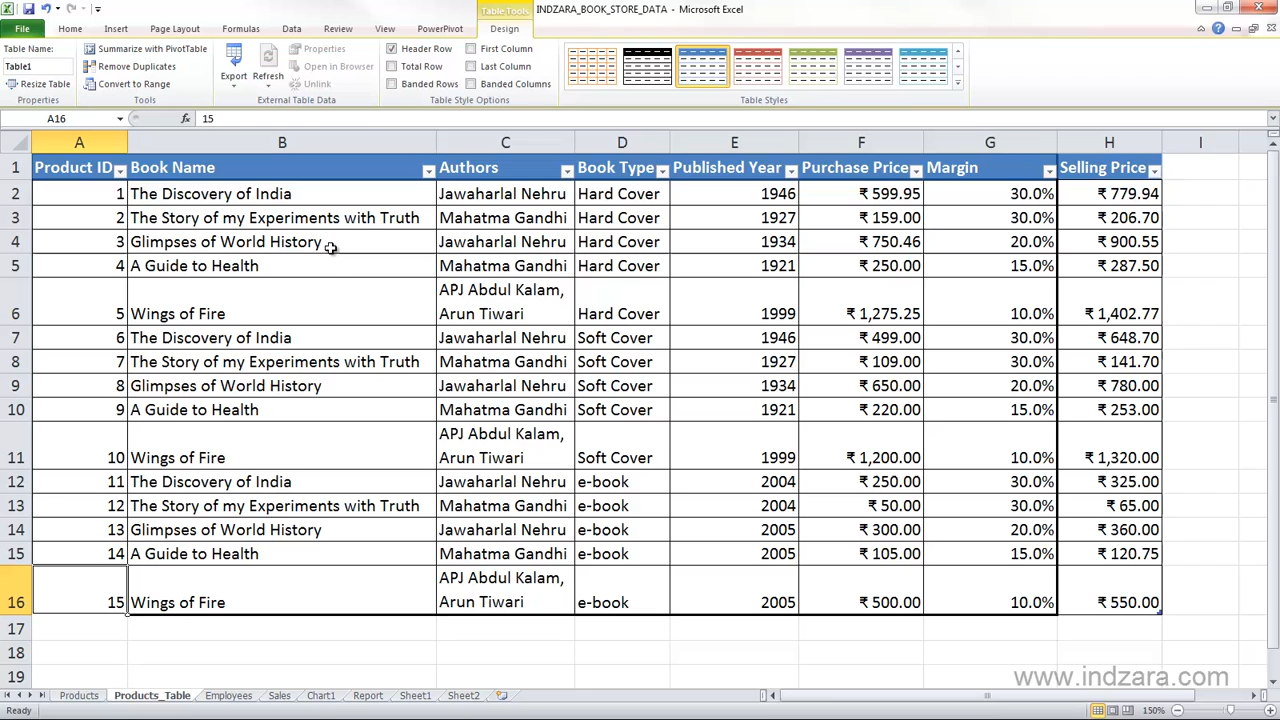 Table Tools
INDZARA_BOOK_STORE_DATA - Microsoft Excel
File Home Insert Page Layout Formulas Data Review View PowerPivot Design
Table Name:
Table1
Resize Table
Properties
Summarize with PivotTable
Remove Duplicates
Convert to Range
Tools
Export Refresh
Properties
Open in Browser
Unlink
External Table Data
Header Row First Column
Total Row Last Column
Banded Rows Banded Columns
Table Style Options
Table Styles
A16 fx 15
A B C D E F G H I
1 Product ID Book Name Authors Book Type Published Year Purchase Price Margin Selling Price
2 1 The Discovery of India Jawaharlal Nehru Hard Cover 1946 ₹ 599.95 30.0% ₹ 779.94
3 2 The Story of my Experiments with Truth Mahatma Gandhi Hard Cover 1927 ₹ 159.00 30.0% ₹ 206.70
4 3 Glimpses of World History Jawaharlal Nehru Hard Cover 1934 ₹ 750.46 20.0% ₹ 900.55
5 4 A Guide to Health Mahatma Gandhi Hard Cover 1921 ₹ 250.00 15.0% ₹ 287.50
APJ Abdul Kalam,
6 5 Wings of Fire Arun Tiwari Hard Cover 1999 ₹ 1,275.25 10.0% ₹ 1,402.77
7 6 The Discovery of India Jawaharlal Nehru Soft Cover 1946 ₹ 499.00 30.0% ₹ 648.70
8 7 The Story of my Experiments with Truth Mahatma Gandhi Soft Cover 1927 ₹ 109.00 30.0% ₹ 141.70
9 8 Glimpses of World History Jawaharlal Nehru Soft Cover 1934 ₹ 650.00 20.0% ₹ 780.00
10 9 A Guide to Health Mahatma Gandhi Soft Cover 1921 ₹ 220.00 15.0% ₹ 253.00
APJ Abdul Kalam,
11 10 Wings of Fire Arun Tiwari Soft Cover 1999 ₹ 1,200.00 10.0% ₹ 1,320.00
12 11 The Discovery of India Jawaharlal Nehru e-book 2004 ₹ 250.00 30.0% ₹ 325.00
13 12 The Story of my Experiments with Truth Mahatma Gandhi e-book 2004 ₹ 50.00 30.0% ₹ 65.00
14 13 Glimpses of World History Jawaharlal Nehru e-book 2005 ₹ 300.00 20.0% ₹ 360.00
15 14 A Guide to Health Mahatma Gandhi e-book 2005 ₹ 105.00 15.0% ₹ 120.75
APJ Abdul Kalam,
16 15 Wings of Fire Arun Tiwari e-book 2005 ₹ 500.00 10.0% ₹ 550.00
17
18
19
www.indzara.com
Products Products_Table Employees Sales Chart1 Report Sheet1 Sheet2
Ready 150%